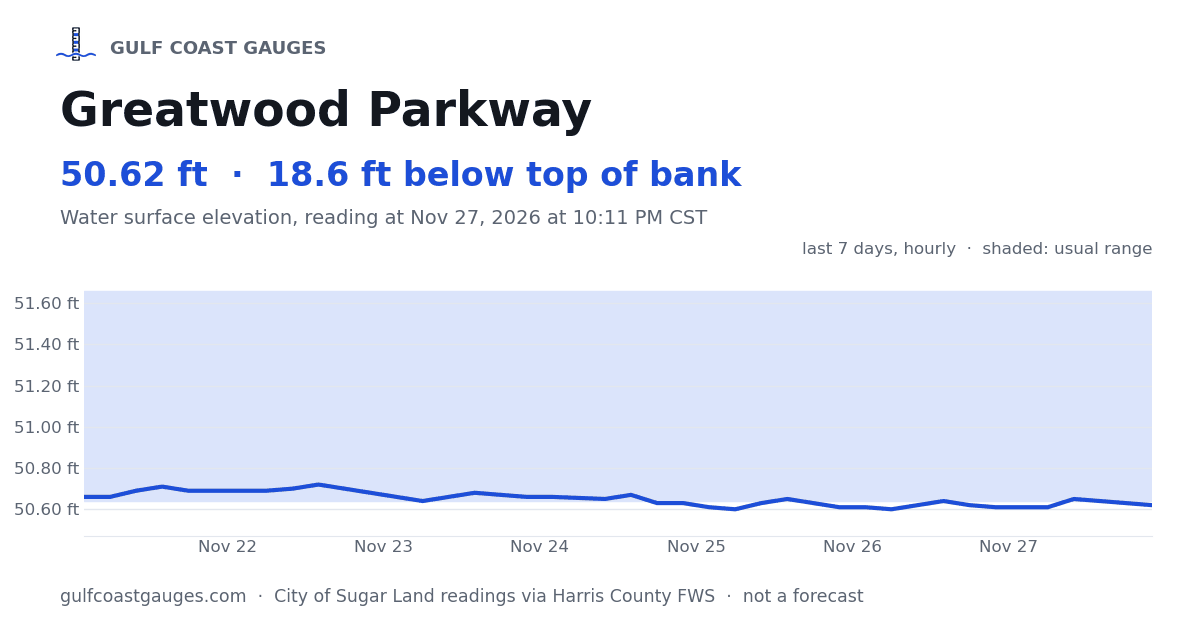 GULF COAST GAUGES
Greatwood Parkway
50.62 ft · 18.6 ft below top of bank
Water surface elevation, reading at Nov 27, 2026 at 10:11 PM CST
last 7 days, hourly · shaded: usual range
51.60 ft
51.40 ft
51.20 ft
51.00 ft
50.80 ft
50.60 ft
Nov 22 Nov 23 Nov 24 Nov 25 Nov 26 Nov 27
gulfcoastgauges.com · City of Sugar Land readings via Harris County FWS · not a forecast